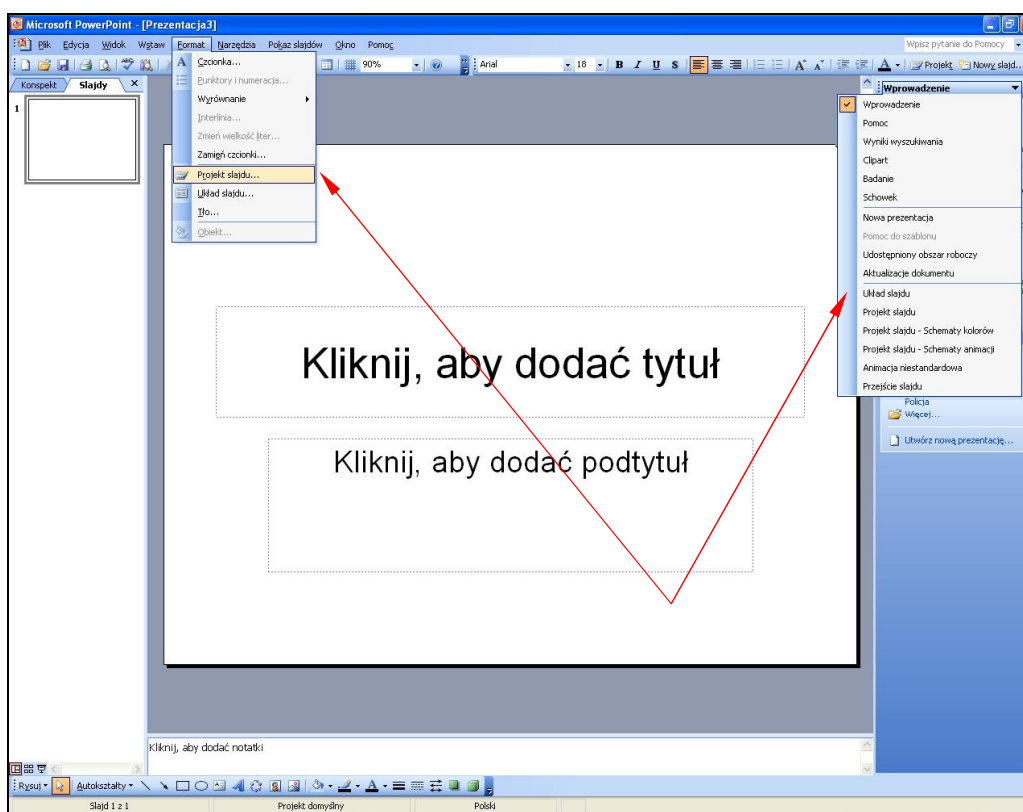 Microsoft PowerPoint - [Prezentacja3]
Plik Edycja Widok Wstaw Format Narzędzia Pokaz slajdów Okno Pomoc Wpisz pytanie do Pomocy
90% Arial 18 B I U S A A A Projekt Nowy slajd...
Konspekt Slajdy
1
Czcionka...
Punktory i numeracja...
Wyrównanie
Interlinia...
Zmień wielkość liter...
Zamień czcionki...
Projekt slajdu...
Układ slajdu...
Tło...
Obiekt...
Kliknij, aby dodać tytuł
Kliknij, aby dodać podtytuł
Wprowadzenie
Wprowadzenie
Pomoc
Wyniki wyszukiwania
Clipart
Badanie
Schowek
Nowa prezentacja
Pomoc do szablonu
Udostępniony obszar roboczy
Aktualizacje dokumentu
Układ slajdu
Projekt slajdu
Projekt slajdu - Schematy kolorów
Projekt slajdu - Schematy animacji
Animacja niestandardowa
Przejście slajdu
Policja
Więcej...
Utwórz nową prezentację...
Kliknij, aby dodać notatki
Rysuj Autokształty A
Slajd 1 z 1 Projekt domyślny Polski